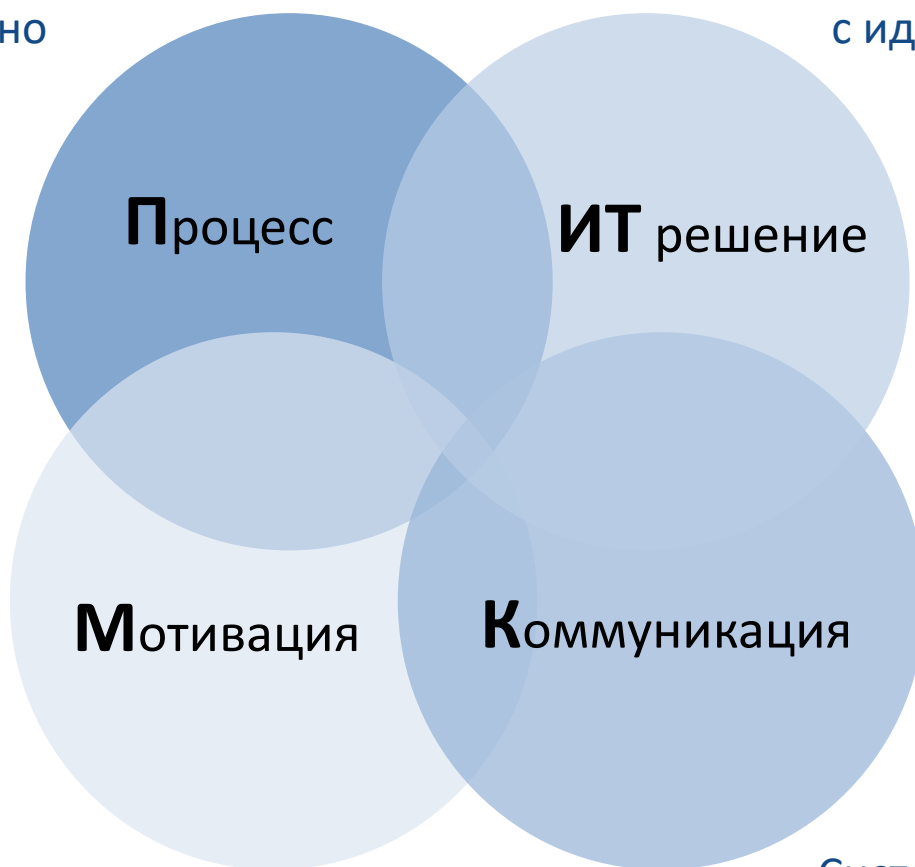 но
с ид
Процесс
ИТ решение
Мотивация
Коммуникация